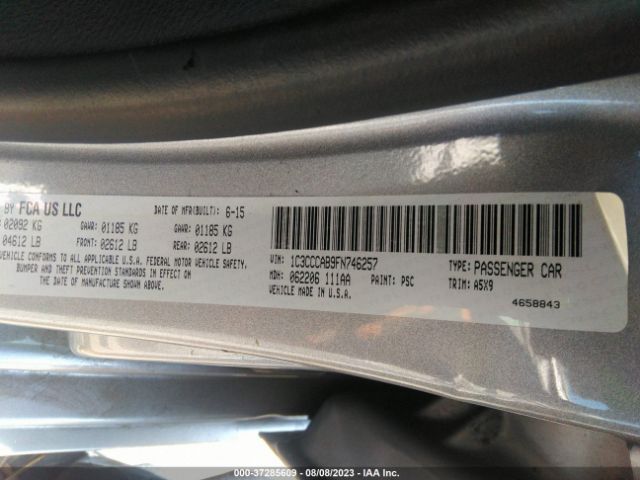 BY FCA US LLC DATE OF MFR(BUILT): 6-15
02092 KG GAWR: 01185 KG GAWR: 01185 KG
04612 LB FRONT: 02612 LB REAR: 02612 LB
VEHICLE CONFORMS TO ALL APPLICABLE U.S.A. FEDERAL MOTOR VEHICLE SAFETY,
BUMPER AND THEFT PREVENTION STANDARDS IN EFFECT ON
THE DATE OF MANUFACTURE SHOWN ABOVE.
VIN: 1C3CCCAB9FN746257 TYPE: PASSENGER CAR
MDH: 062206 111AA PAINT: PSC TRIM: A5X9
VEHICLE MADE IN U.S.A. 4658843
000-37285609 - 08/08/2023 - IAA Inc.